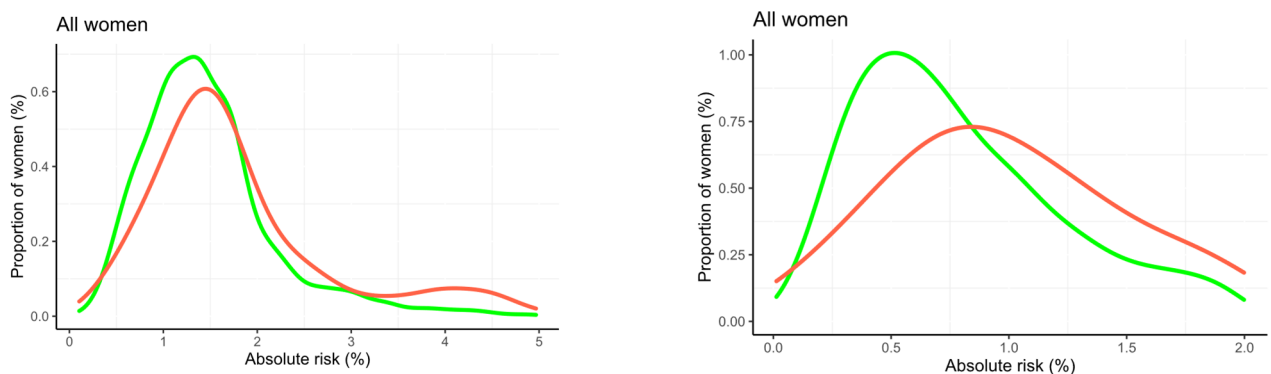 All women
Proportion of women (%)
0.6
0.4
0.2
0.0
0 1 2 3 4 5
Absolute risk (%)
All women
Proportion of women (%)
1.00
0.75
0.50
0.25
0.00
0.0 0.5 1.0 1.5 2.0
Absolute risk (%)